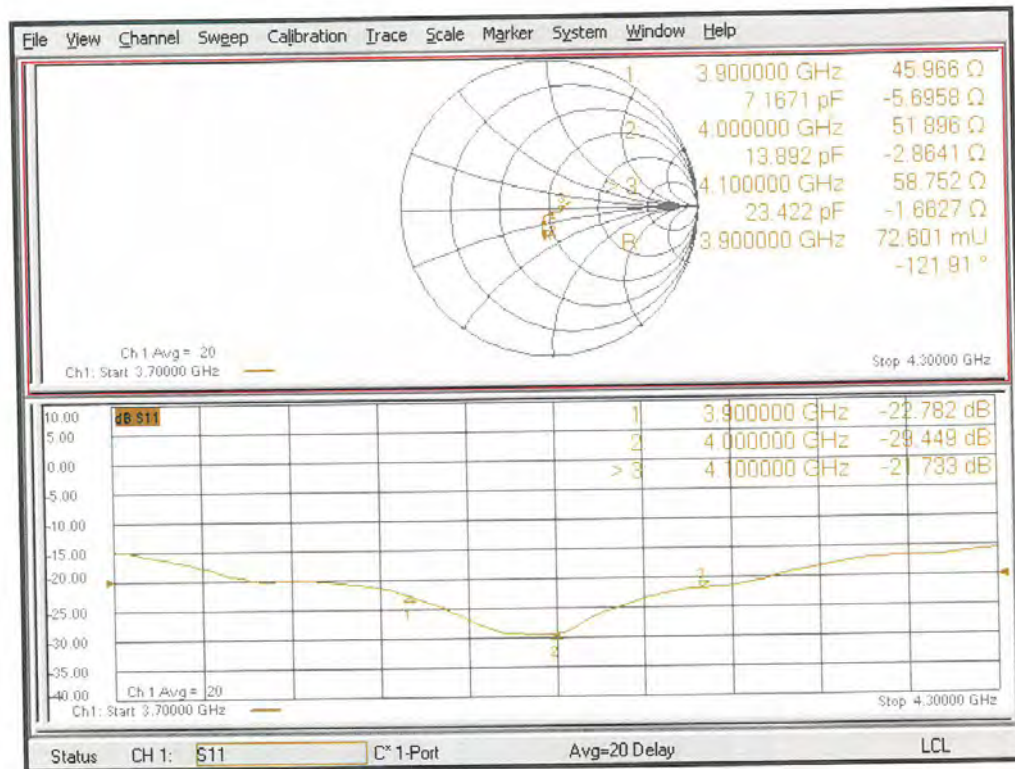 File View Channel Sweep Calibration Trace Scale Marker System Window Help
1 3.900000 GHz 45.966 Ω
7.1671 pF -5.6958 Ω
2 4.000000 GHz 51.896 Ω
13.892 pF -2.8641 Ω
> 3 4.100000 GHz 58.752 Ω
23.422 pF -1.6627 Ω
R 3.900000 GHz 72.601 mU
-121.91 °
Ch 1 Avg = 20
Ch1: Start 3.70000 GHz
Stop 4.30000 GHz
10.00
dB S11
5.00
0.00
-5.00
-10.00
-15.00
-20.00
-25.00
-30.00
-35.00
-40.00
1 3.900000 GHz -22.782 dB
2 4.000000 GHz -29.449 dB
> 3 4.100000 GHz -21.733 dB
1
2
3
Ch 1 Avg = 20
Ch1: Start 3.70000 GHz
Stop 4.30000 GHz
Status CH 1: S11 C* 1-Port Avg=20 Delay LCL